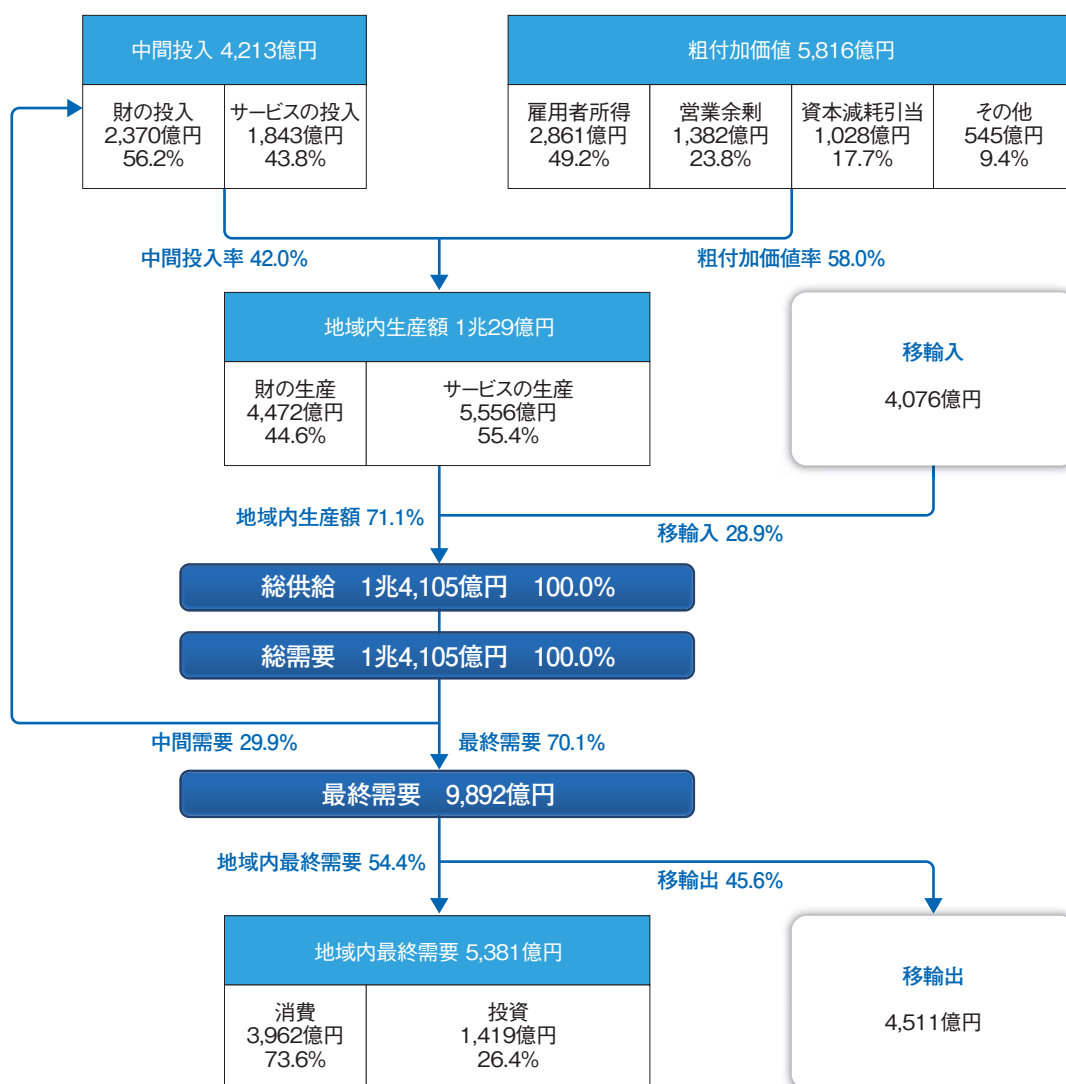 中間投入 4,213億円
粗付加価値 5,816億円
財の投入
2,370億円
56.2%
サービスの投入
1,843億円
43.8%
雇用者所得
2,861億円
49.2%
営業余剰
1,382億円
23.8%
資本減耗引当
1,028億円
17.7%
その他
545億円
9.4%
中間投入率 42.0%
粗付加価値率 58.0%
地域内生産額 1兆29億円
財の生産
4,472億円
44.6%
サービスの生産
5,556億円
55.4%
移輸入
4,076億円
地域内生産額 71.1%
移輸入 28.9%
総供給 1兆4,105億円 100.0%
総需要 1兆4,105億円 100.0%
中間需要 29.9%
最終需要 70.1%
最終需要 9,892億円
地域内最終需要 54.4%
移輸出 45.6%
地域内最終需要 5,381億円
消費
3,962億円
73.6%
投資
1,419億円
26.4%
移輸出
4,511億円